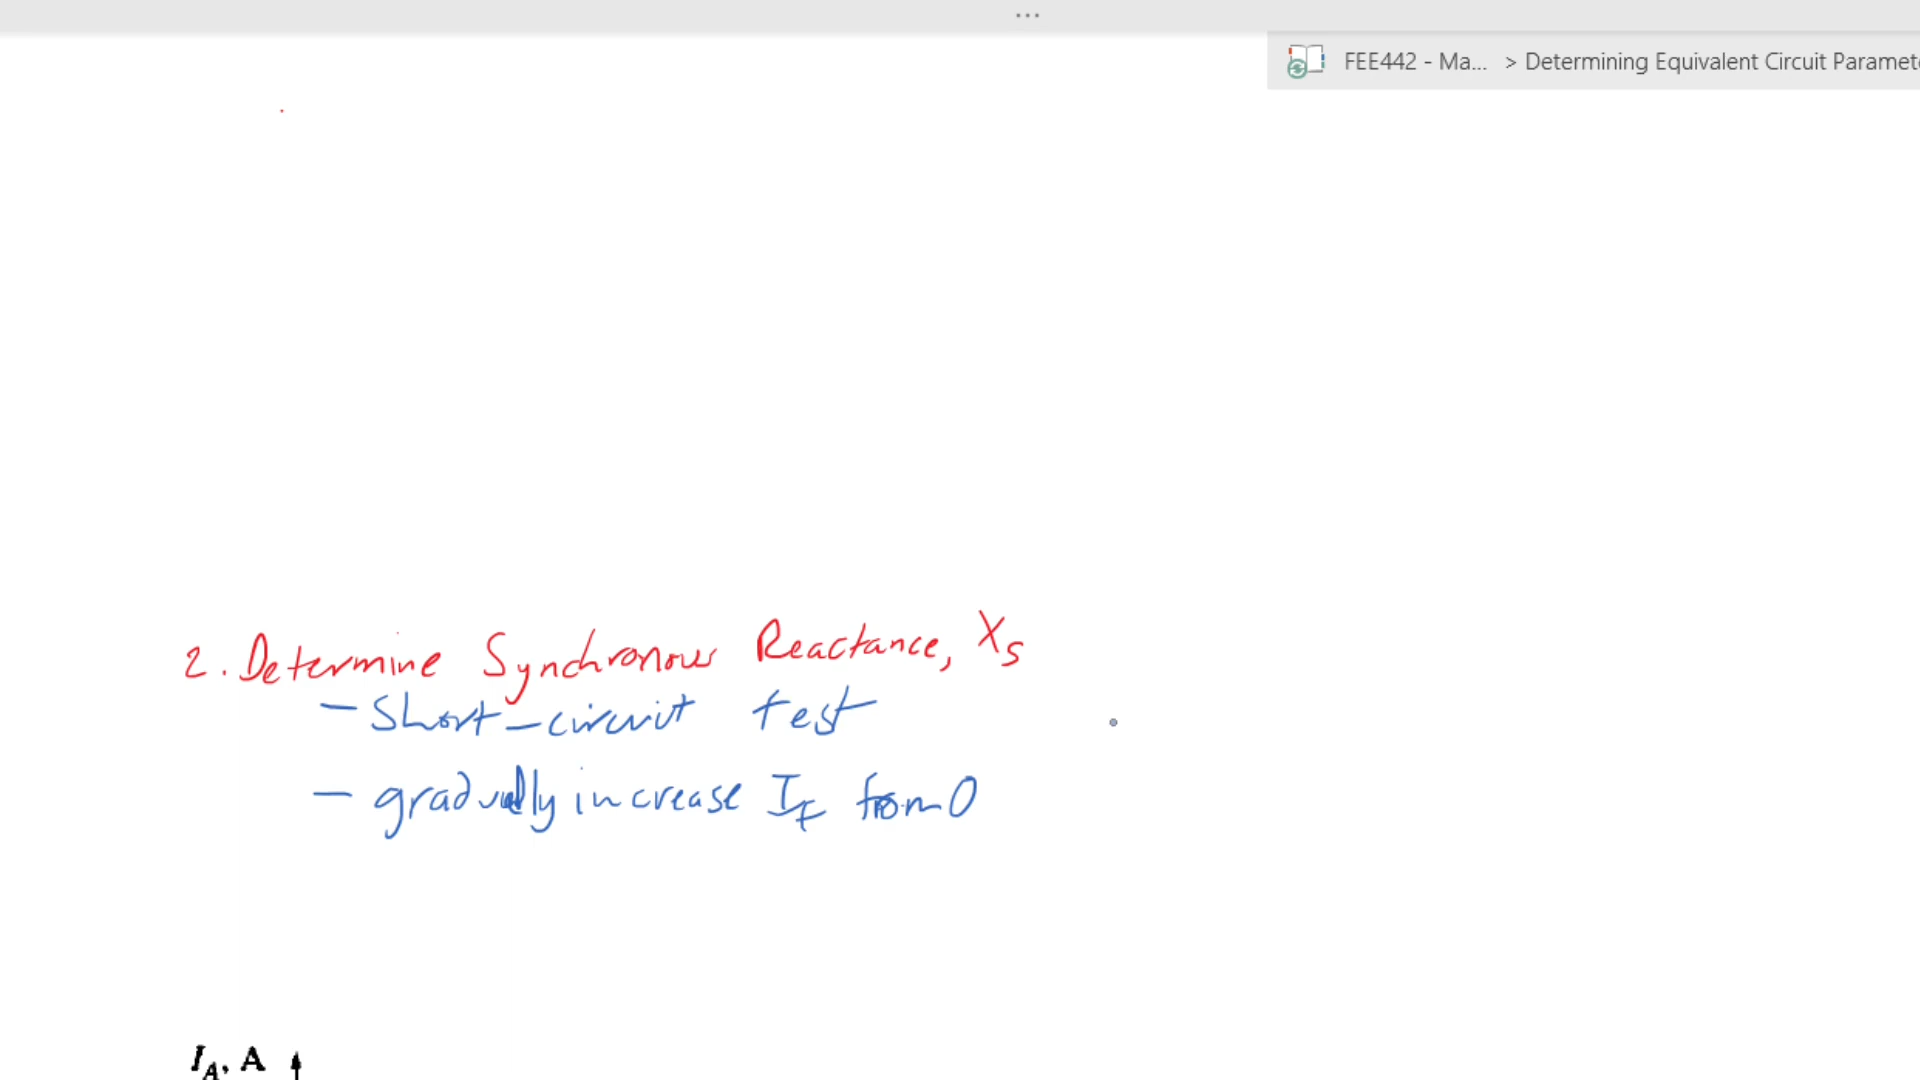 ...
FEE442 - Ma... > Determining Equivalent Circuit Paramet
2. Determine Synchronous Reactance, Xs
- Short-circuit test
- gradually increase IF from 0
IA, A